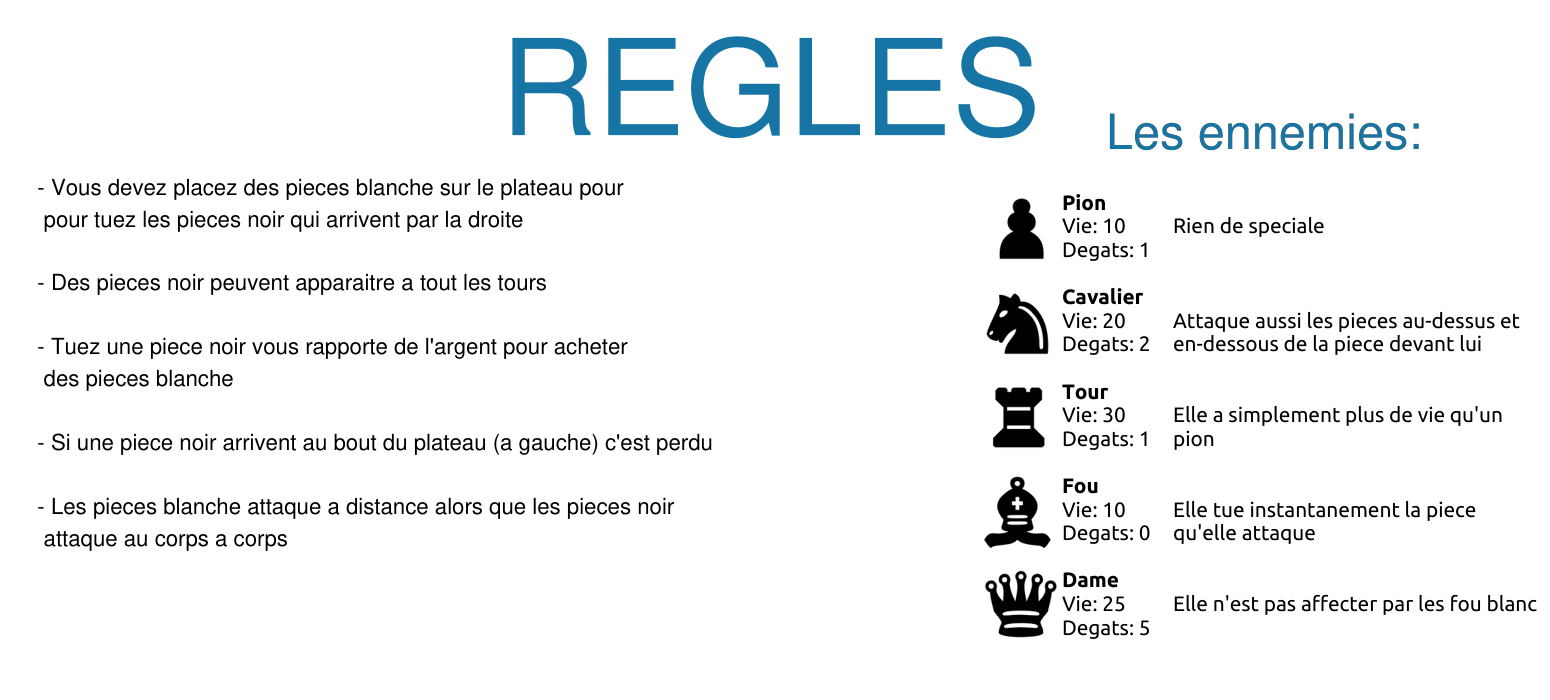 REGLES
- Vous devez placez des pieces blanche sur le plateau pour
pour tuez les pieces noir qui arrivent par la droite
- Des pieces noir peuvent apparaitre a tout les tours
- Tuez une piece noir vous rapporte de l'argent pour acheter
des pieces blanche
- Si une piece noir arrivent au bout du plateau (a gauche) c'est perdu
- Les pieces blanche attaque a distance alors que les pieces noir
attaque au corps a corps
Les ennemies:
Pion
Vie: 10 Rien de speciale
Degats: 1
Cavalier
Vie: 20 Attaque aussi les pieces au-dessus et
Degats: 2 en-dessous de la piece devant lui
Tour
Vie: 30 Elle a simplement plus de vie qu'un
Degats: 1 pion
Fou
Vie: 10 Elle tue instantanement la piece
Degats: 0 qu'elle attaque
Dame
Vie: 25 Elle n'est pas affecter par les fou blanc
Degats: 5